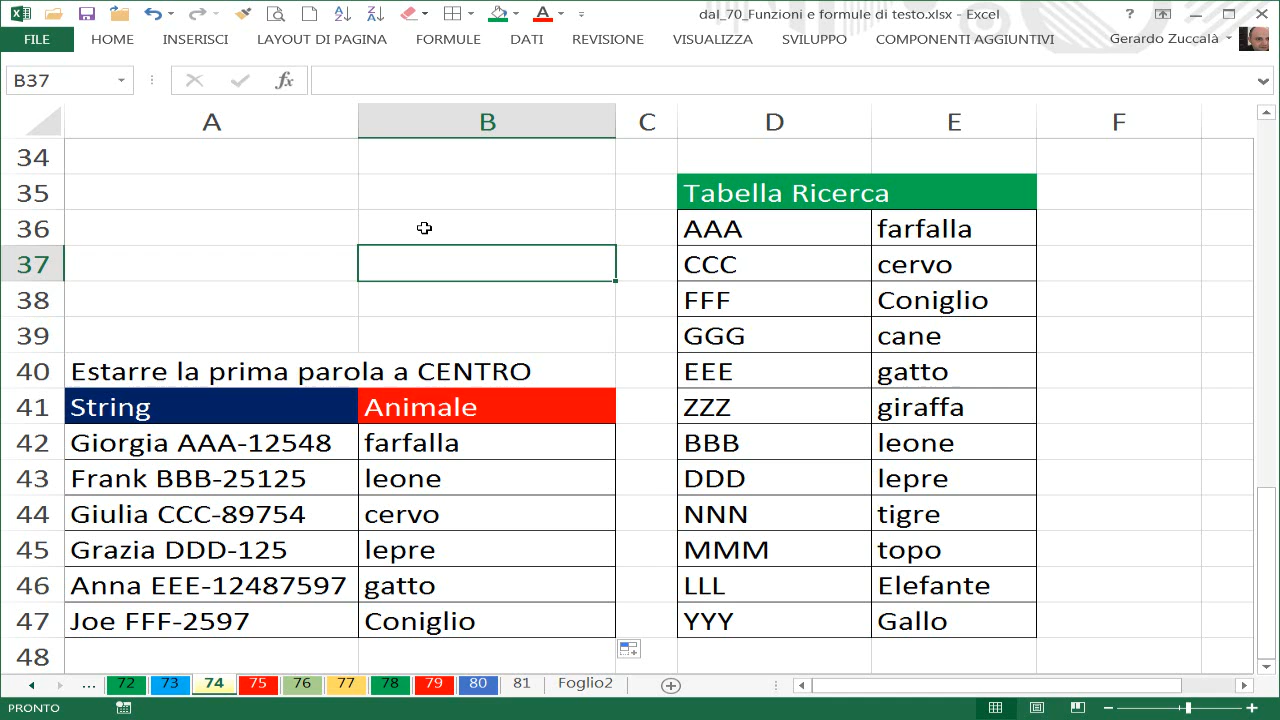 dal_70_Funzioni e formule di testo.xlsx - Excel
FILE HOME INSERISCI LAYOUT DI PAGINA FORMULE DATI REVISIONE VISUALIZZA SVILUPPO COMPONENTI AGGIUNTIVI Gerardo Zuccalà
B37 fx
A B C D E F
34
35 Tabella Ricerca
36 AAA farfalla
37 CCC cervo
38 FFF Coniglio
39 GGG cane
40 Estarre la prima parola a CENTRO EEE gatto
41 String Animale ZZZ giraffa
42 Giorgia AAA-12548 farfalla BBB leone
43 Frank BBB-25125 leone DDD lepre
44 Giulia CCC-89754 cervo NNN tigre
45 Grazia DDD-125 lepre MMM topo
46 Anna EEE-12487597 gatto LLL Elefante
47 Joe FFF-2597 Coniglio YYY Gallo
48
... 72 73 74 75 76 77 78 79 80 81 Foglio2
PRONTO